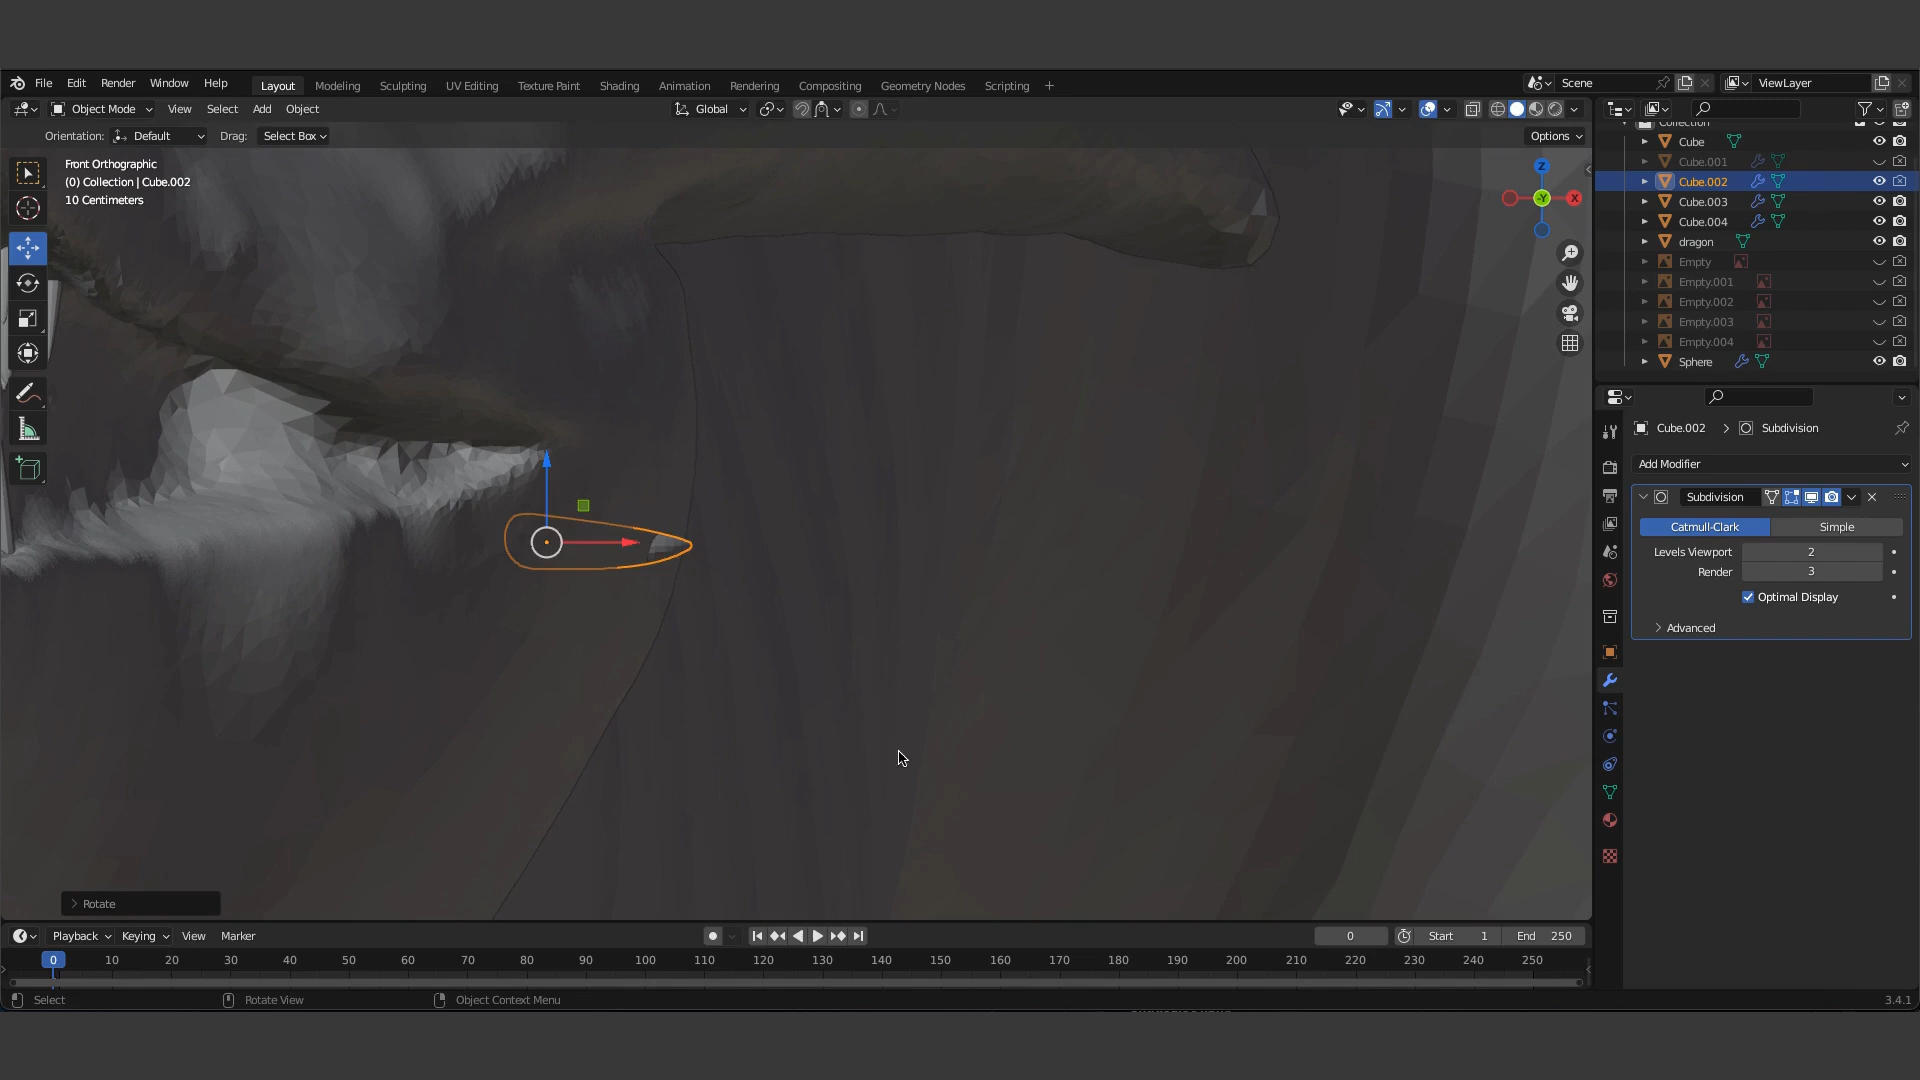 File Edit Render Window Help Layout Modeling Sculpting UV Editing Texture Paint Shading Animation Rendering Compositing Geometry Nodes Scripting + Scene ViewLayer
Object Mode View Select Add Object Global
Orientation: Default Drag: Select Box Options
Front Orthographic
(0) Collection | Cube.002
10 Centimeters
Z
Y
X
Collection
Cube
Cube.001
Cube.002
Cube.003
Cube.004
dragon
Empty
Empty.001
Empty.002
Empty.003
Empty.004
Sphere
Cube.002 > Subdivision
Add Modifier
Subdivision
Catmull-Clark Simple
Levels Viewport 2
Render 3
Optimal Display
Advanced
Rotate
Playback Keying View Marker 0 Start 1 End 250
0 10 20 30 40 50 60 70 80 90 100 110 120 130 140 150 160 170 180 190 200 210 220 230 240 250
Select Rotate View Object Context Menu 3.4.1